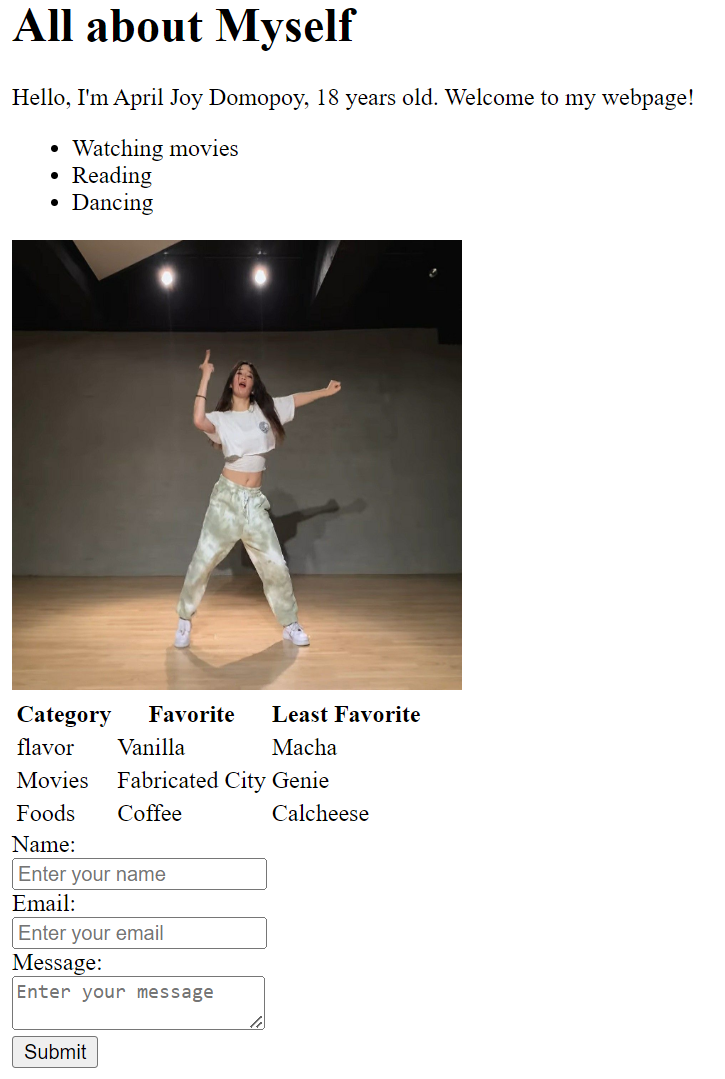 All about Myself
Hello, I'm April Joy Domopoy, 18 years old. Welcome to my webpage!
Watching movies
Reading
Dancing
Category Favorite Least Favorite
flavor Vanilla Macha
Movies Fabricated City Genie
Foods Coffee Calcheese
Name:
Enter your name
Email:
Enter your email
Message:
Enter your message
Submit